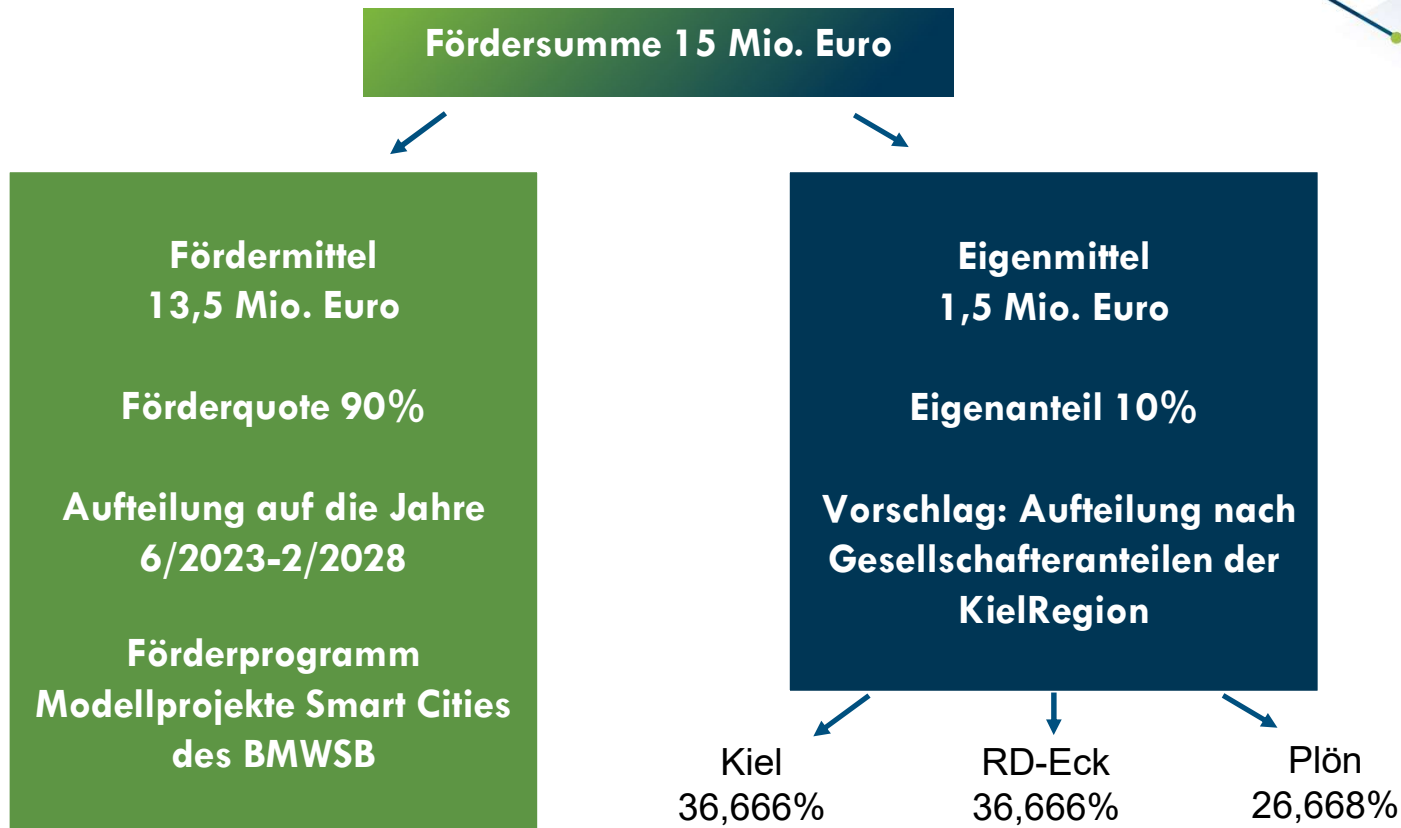 Fördersumme 15 Mio. Euro
Fördermittel
13,5 Mio. Euro
Förderquote 90%
Aufteilung auf die Jahre
6/2023-2/2028
Förderprogramm
Modellprojekte Smart Cities
des BMWSB
Eigenmittel
1,5 Mio. Euro
Eigenanteil 10%
Vorschlag: Aufteilung nach
Gesellschafteranteilen der
KielRegion
Kiel
36,666%
RD-Eck
36,666%
Plön
26,668%